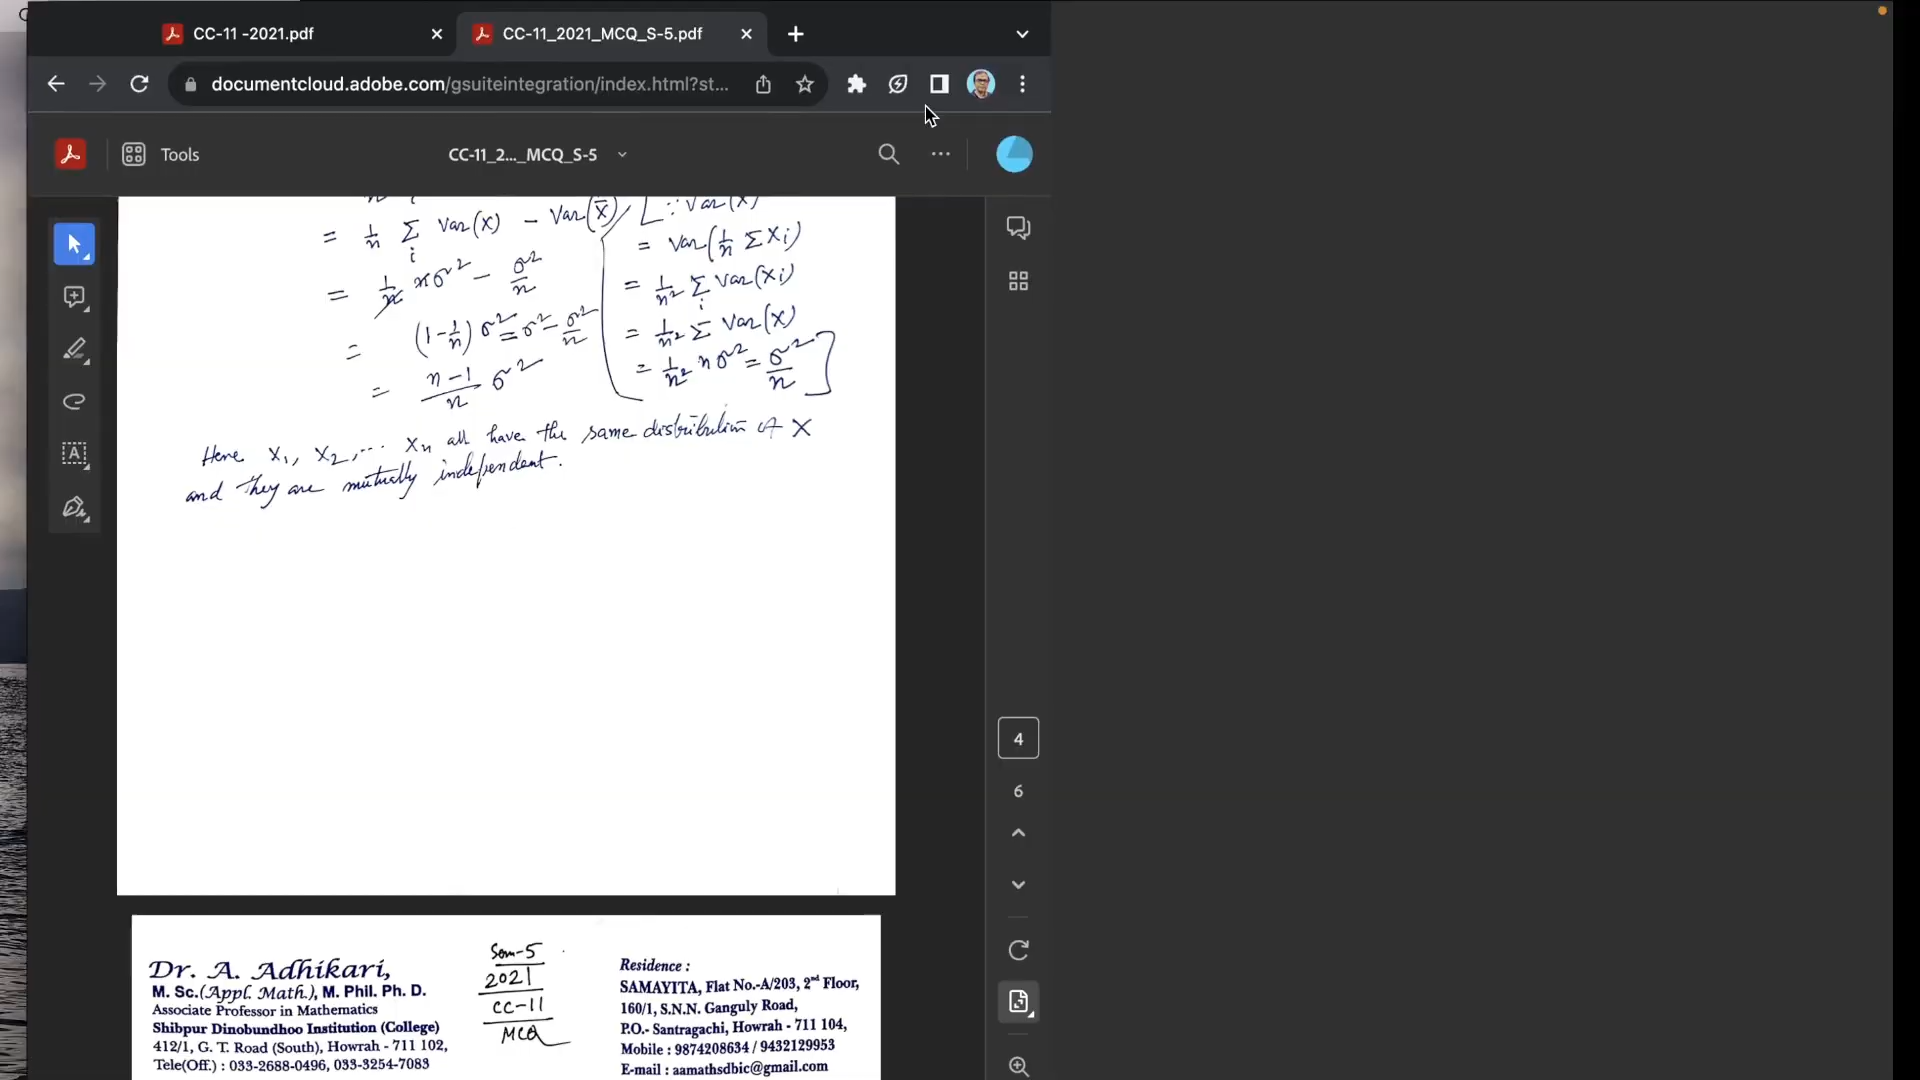 CC-11 -2021.pdf
CC-11_2021_MCQ_S-5.pdf
documentcloud.adobe.com/gsuiteintegration/index.html?st...
Tools
CC-11_2..._MCQ_S-5
= 1/n Σ_i Var(X) - Var(X̄)
[∵ Var(X̄)
= Var(1/n Σ Xi)
= 1/n nσ² - σ²/n
= 1/n² Σ_i Var(Xi)
= (1-1/n) σ² = σ² - σ²/n
= 1/n² Σ Var(X)
= n-1/n σ²
= 1/n² n σ² = σ²/n ]
Here X₁, X₂, ... Xn all have the same distribution of X
and they are mutually independent.
4
6
Dr. A. Adhikari,
M. Sc.(Appl. Math.), M. Phil. Ph. D.
Associate Professor in Mathematics
Shibpur Dinobundhoo Institution (College)
412/1, G. T. Road (South), Howrah - 711 102,
Tele(Off.) : 033-2688-0496, 033-3254-7083
Sem-5
2021
CC-11
MCQ
Residence :
SAMAYITA, Flat No.-A/203, 2nd Floor,
160/1, S.N.N. Ganguly Road,
P.O.- Santragachi, Howrah - 711 104,
Mobile : 9874208634 / 9432129953
E-mail : aamathsdbic@gmail.com